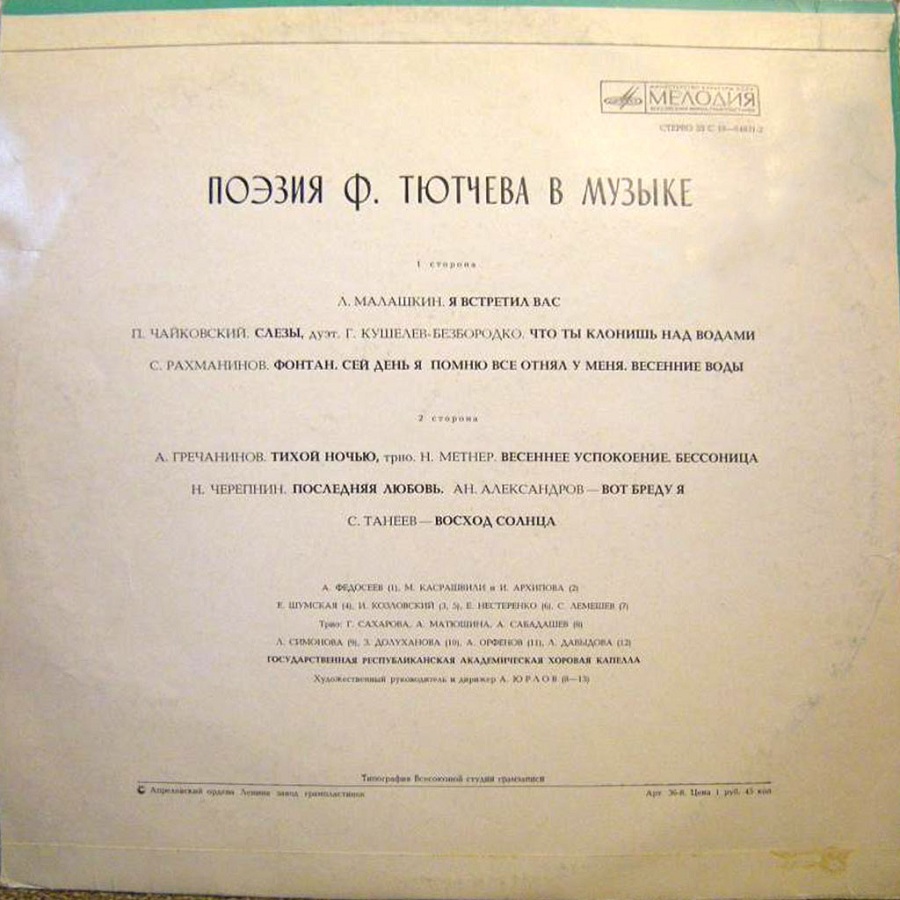 МЕЛОДИЯ
СТЕРЕО 33 С 10—04831-2
ПОЭЗИЯ Ф. ТЮТЧЕВА В МУЗЫКЕ
1 сторона
Л. МАЛАШКИН. Я ВСТРЕТИЛ ВАС
П. ЧАЙКОВСКИЙ. СЛЕЗЫ, дуэт. Г. КУШЕЛЕВ-БЕЗБОРОДКО. ЧТО ТЫ КЛОНИШЬ НАД ВОДАМИ
С. РАХМАНИНОВ. ФОНТАН. СЕЙ ДЕНЬ Я ПОМНЮ ВСЕ ОТНЯЛ У МЕНЯ. ВЕСЕННИЕ ВОДЫ
2 сторона
А. ГРЕЧАНИНОВ. ТИХОЙ НОЧЬЮ, трио. Н. МЕТНЕР. ВЕСЕННЕЕ УСПОКОЕНИЕ. БЕССОНИЦА
Н. ЧЕРЕПНИН. ПОСЛЕДНЯЯ ЛЮБОВЬ. АН. АЛЕКСАНДРОВ — ВОТ БРЕДУ Я
С. ТАНЕЕВ — ВОСХОД СОЛНЦА
А. ФЕДОСЕЕВ (1), М. КАСРАШВИЛИ и И. АРХИПОВА (2)
Е. ШУМСКАЯ (4), И. КОЗЛОВСКИЙ (3, 5), Е. НЕСТЕРЕНКО (6), С. ЛЕМЕШЕВ (7)
Трио: Г. САХАРОВА, А. МАТЮШИНА, А. САБАДАШЕВ (8)
Л. СИМОНОВА (9), З. ДОЛУХАНОВА (10), А. ОРФЕНОВ (11), Л. ДАВЫДОВА (12)
ГОСУДАРСТВЕННАЯ РЕСПУБЛИКАНСКАЯ АКАДЕМИЧЕСКАЯ ХОРОВАЯ КАПЕЛЛА
Художественный руководитель и дирижер А. ЮРЛОВ (8—13)
Типография Всесоюзной студии грамзаписи
© Апрелевский ордена Ленина завод грампластинок Арт. 36-8. Цена 1 руб. 45 коп